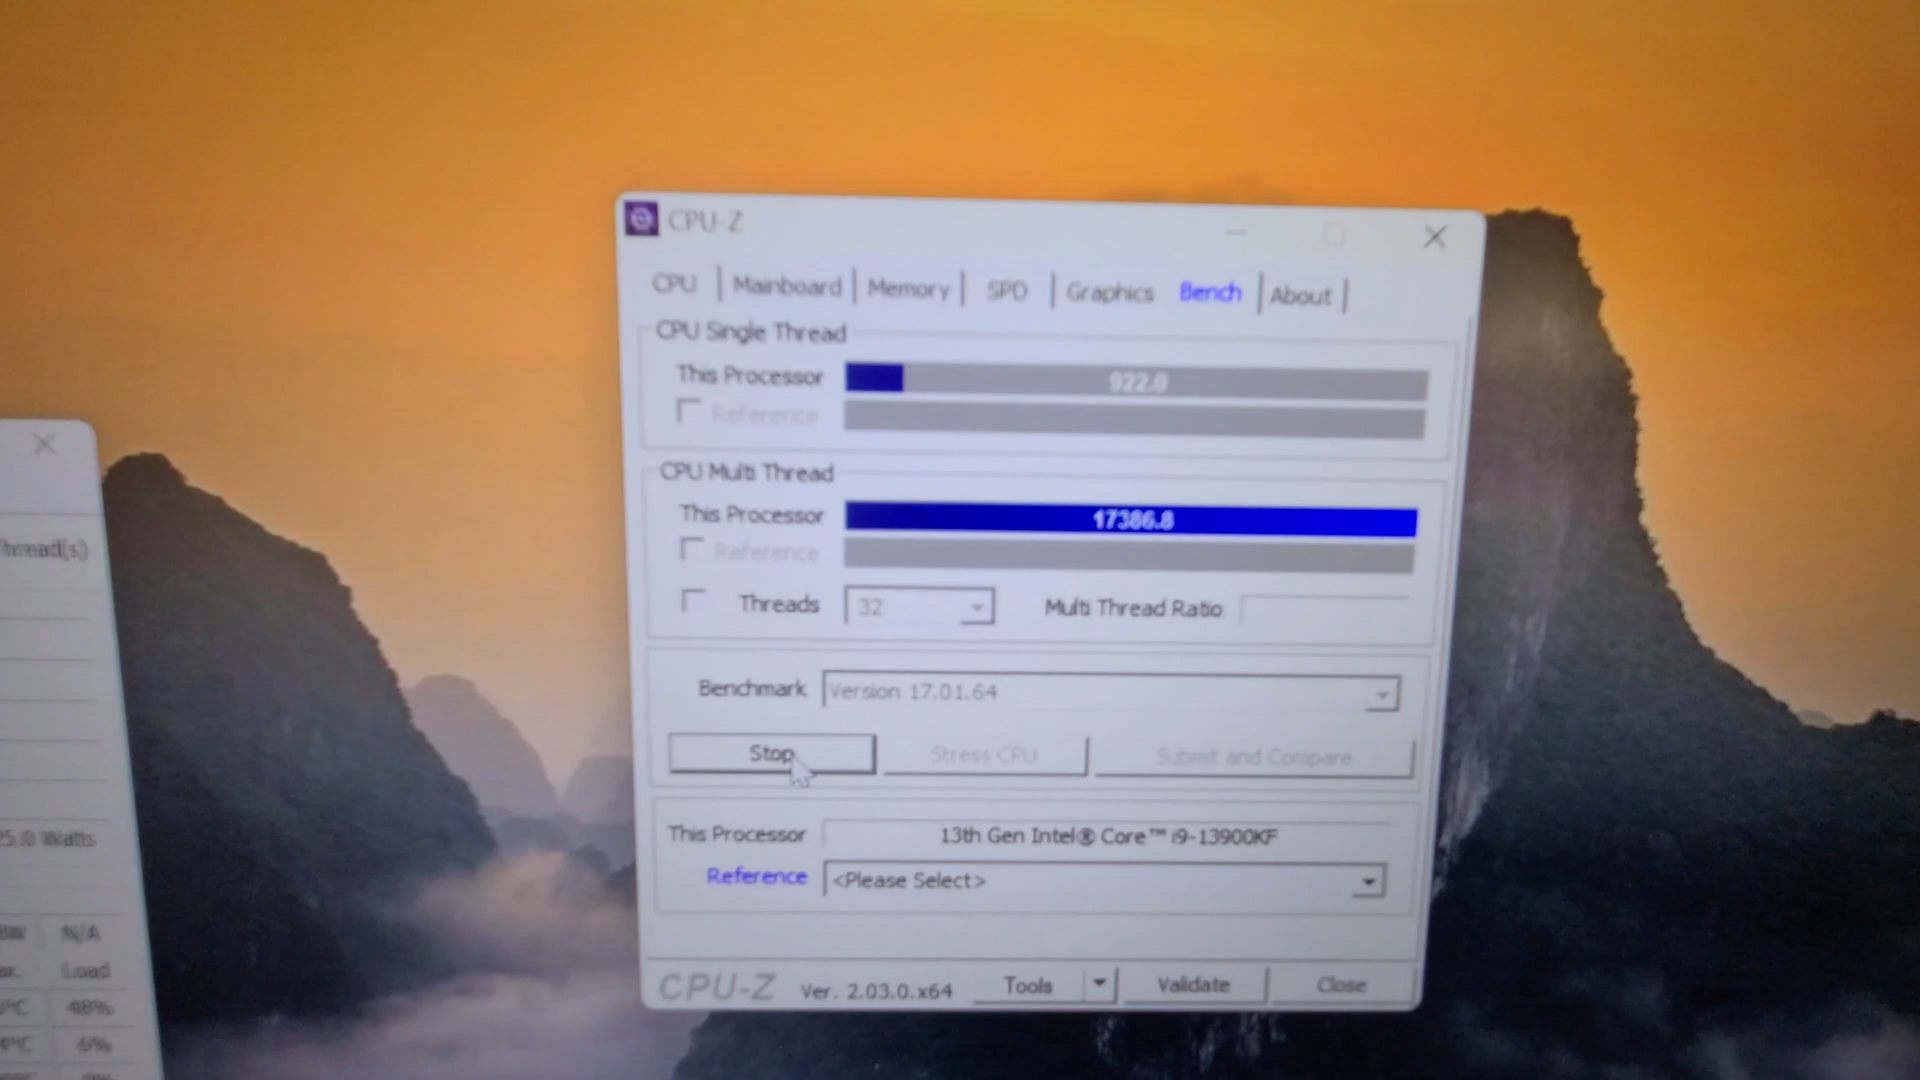 CPU-Z
CPU Mainboard Memory SPD Graphics Bench About
CPU Single Thread
This Processor 922.0
Reference
CPU Multi Thread
This Processor 17386.8
Reference
Threads 32 Multi Thread Ratio
Benchmark Version 17.01.64
Stop Stress CPU Submit and Compare
This Processor 13th Gen Intel® Core™ i9-13900KF
Reference <Please Select>
CPU-Z Ver. 2.03.0.x64 Tools Validate Close
Watts
N/A
Load
48%
6%